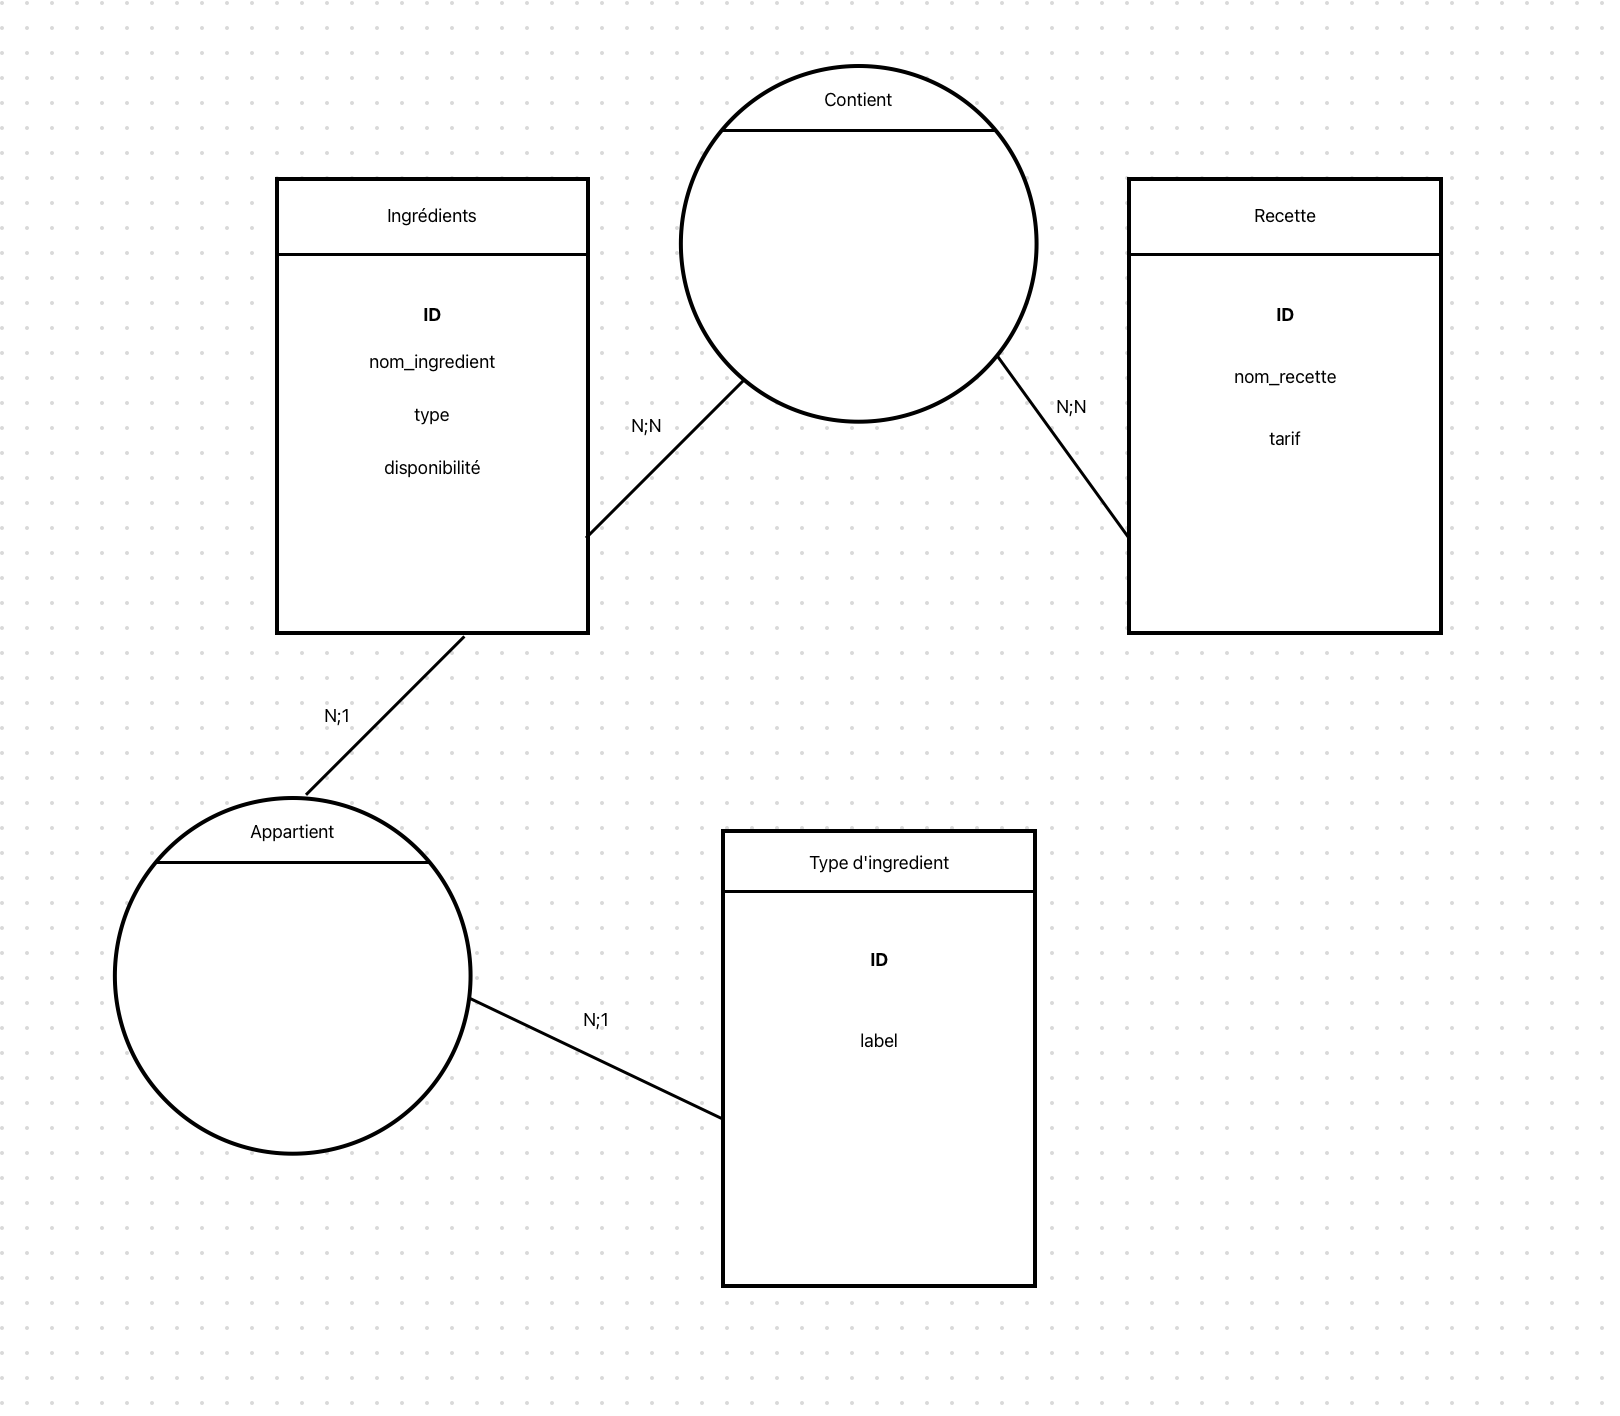 Contient
Ingrédients
ID
nom_ingredient
type
disponibilité
N;N
N;N
Recette
ID
nom_recette
tarif
N;1
Appartient
N;1
Type d'ingredient
ID
label